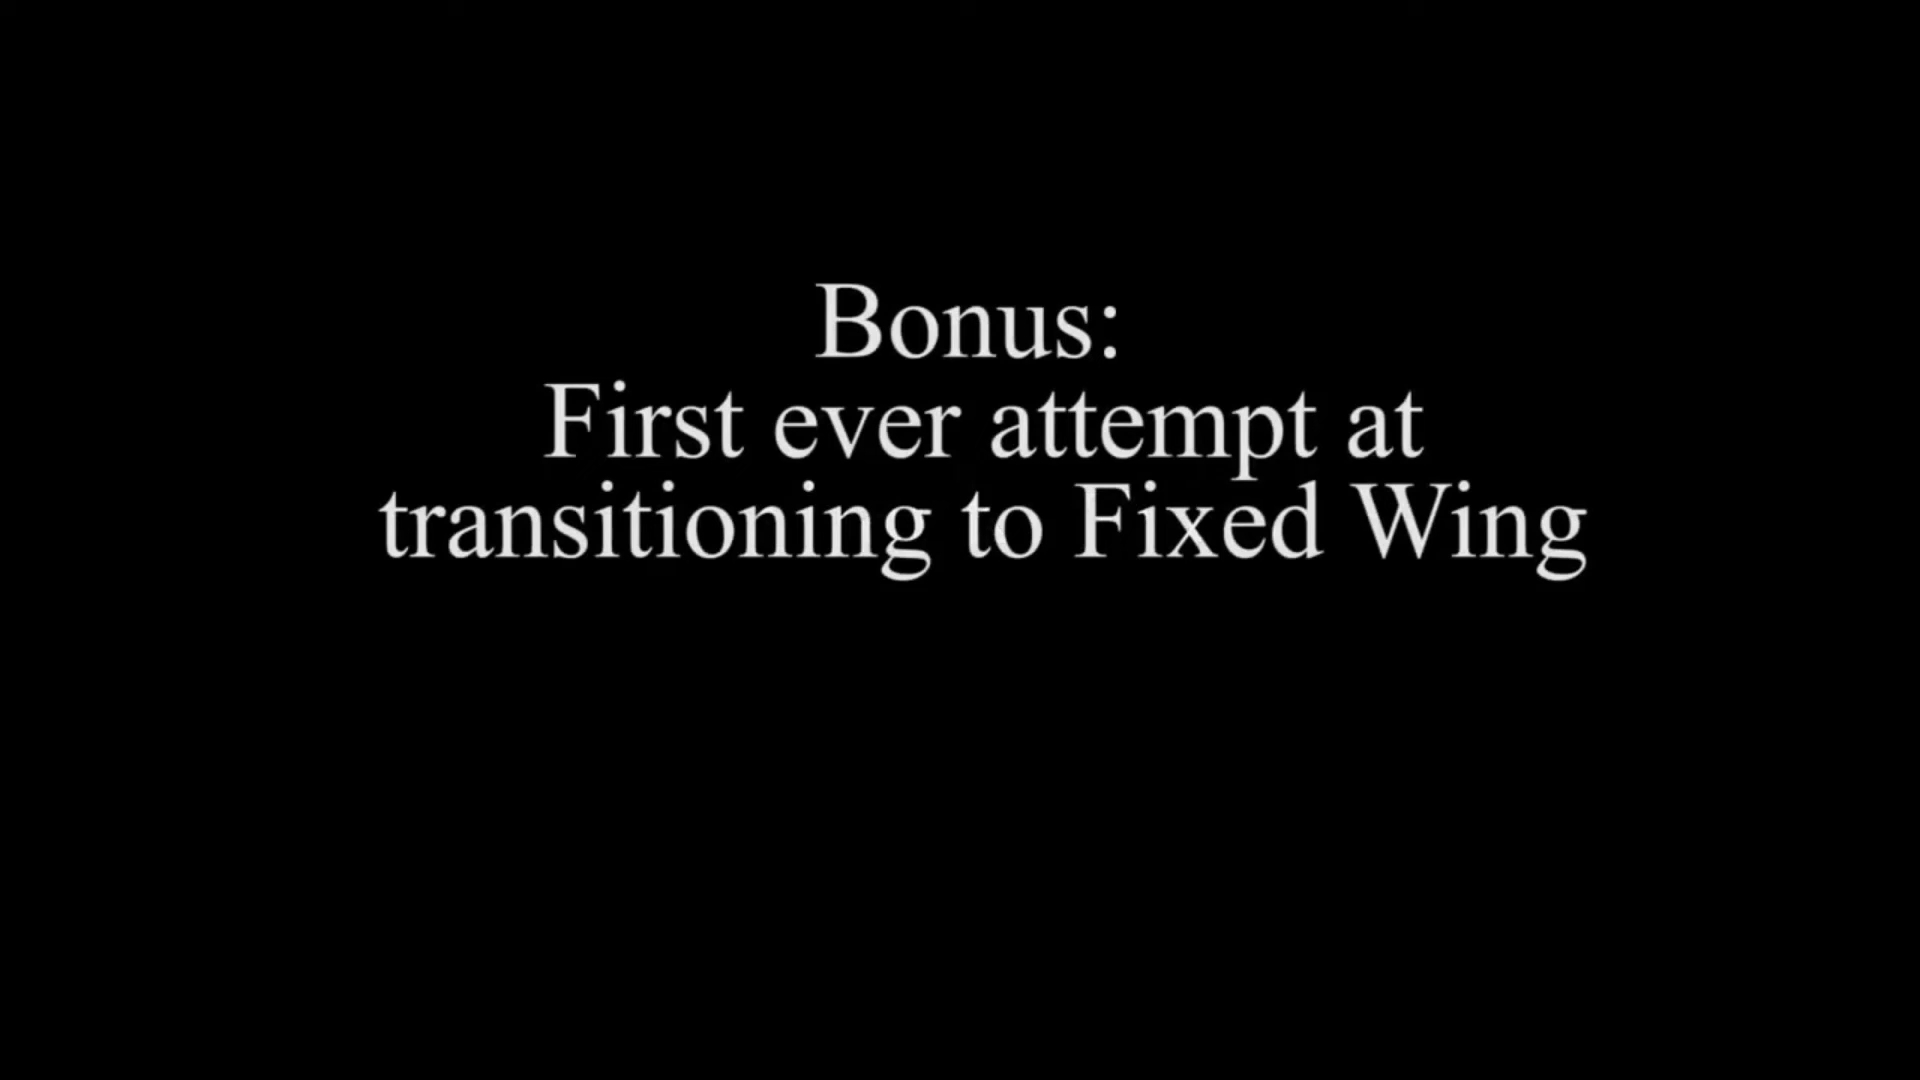 Bonus:
First ever attempt at
transitioning to Fixed Wing